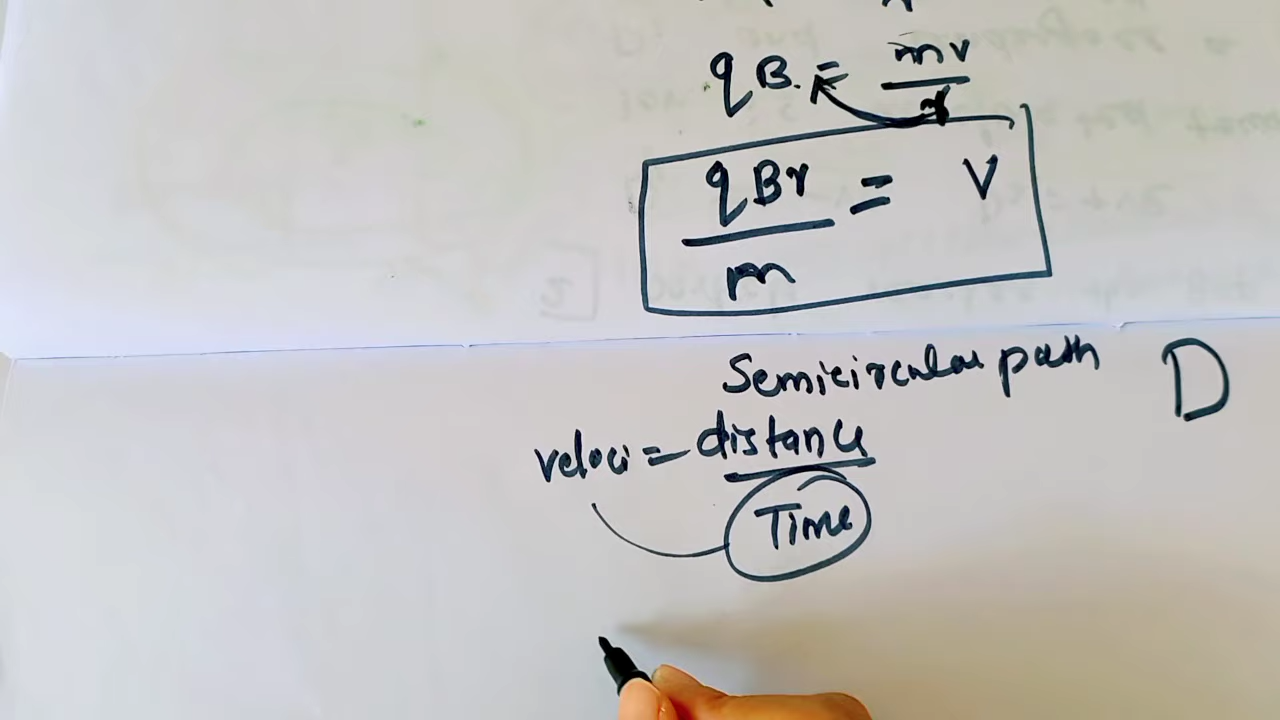 qB = mv
qBr = V
m
Semicircular path D
veloci = distance
Time